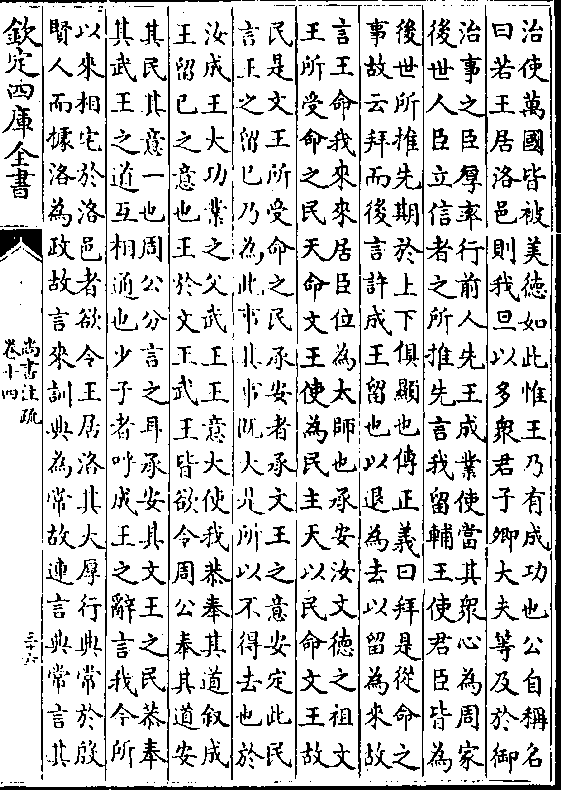 治使萬國皆被美德如此惟王乃有成功也公自稱名
曰若王居洛邑則我旦以多衆君子卿大夫等及於御
治事之臣厚率行前人先王成業使當其衆心為周家
後世人臣立信者之所推先言我留輔王使君臣皆為
後世所推先期於上下俱顯也傳正義曰拜是從命之
事故云拜而後言許成王留也以退為去以留為來故
言王命我來來居臣位為太師也承安汝文德之祖文
王所受命之民天命文王使為民主天以民命文王故
民是文王所受命之民承安者承文王之意安定此民
言王之留已乃為此事其事既大是所以不得去也於
汝成王大功業之父武王王意大使我恭奉其道叙成
王留已之意也王於文王武王皆欲令周公奉其道安
其民其意一也周公分言之耳承安其文王之民恭奉
其武王之道互相通也少子者呼成王之辭言我今所
以來相宅於洛邑者欲令王居洛其大厚行典常於殷
賢人而據洛為政故言來訓典為常故連言典常言其
欽定四庫全書
尚書注疏
卷十四
三十六